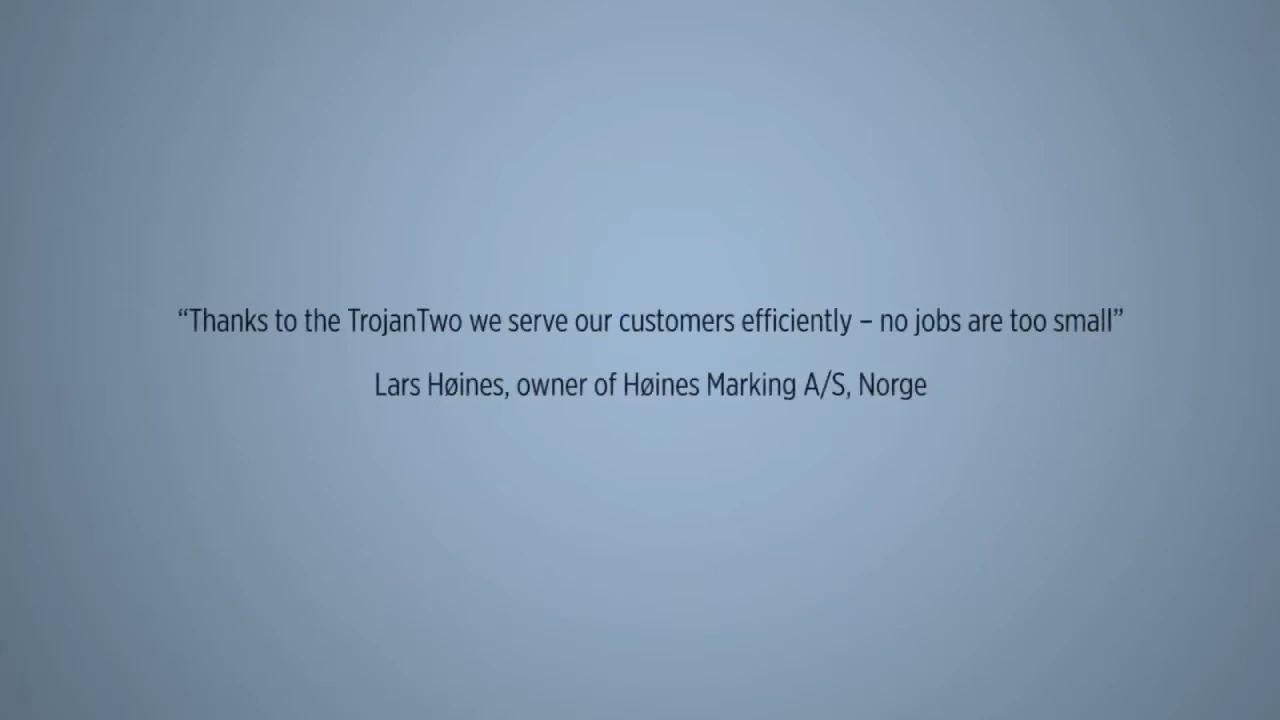 “Thanks to the TrojanTwo we serve our customers efficiently – no jobs are too small”
Lars Høines, owner of Høines Marking A/S, Norge